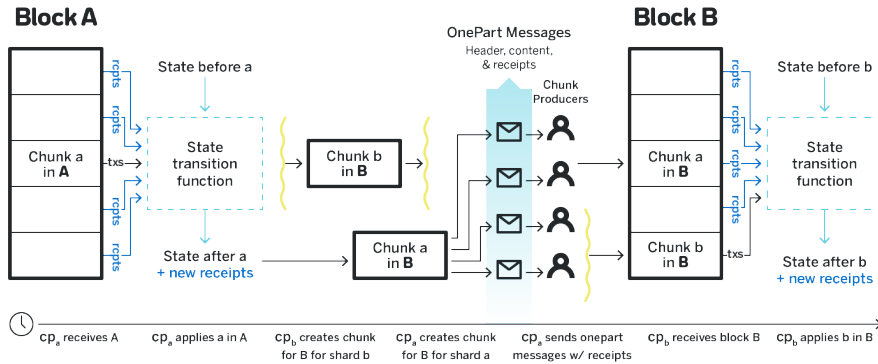 Block A
Block B
OnePart Messages
Header, content,
& receipts
Chunk
Producers
rcpts
rcpts
txs
rcpts
rcpts
Chunk a
in A
State before a
State
transition
function
State after a
+ new receipts
Chunk b
in B
Chunk a
in B
rcpts
rcpts
rcpts
rcpts
txs
Chunk a
in B
Chunk b
in B
State before b
State
transition
function
State after b
+ new receipts
cpa receives A
cpa applies a in A
cpb creates chunk
for B for shard b
cpa creates chunk
for B for shard a
cpa sends onepart
messages w/ receipts
cpb receives block B
cpb applies b in B